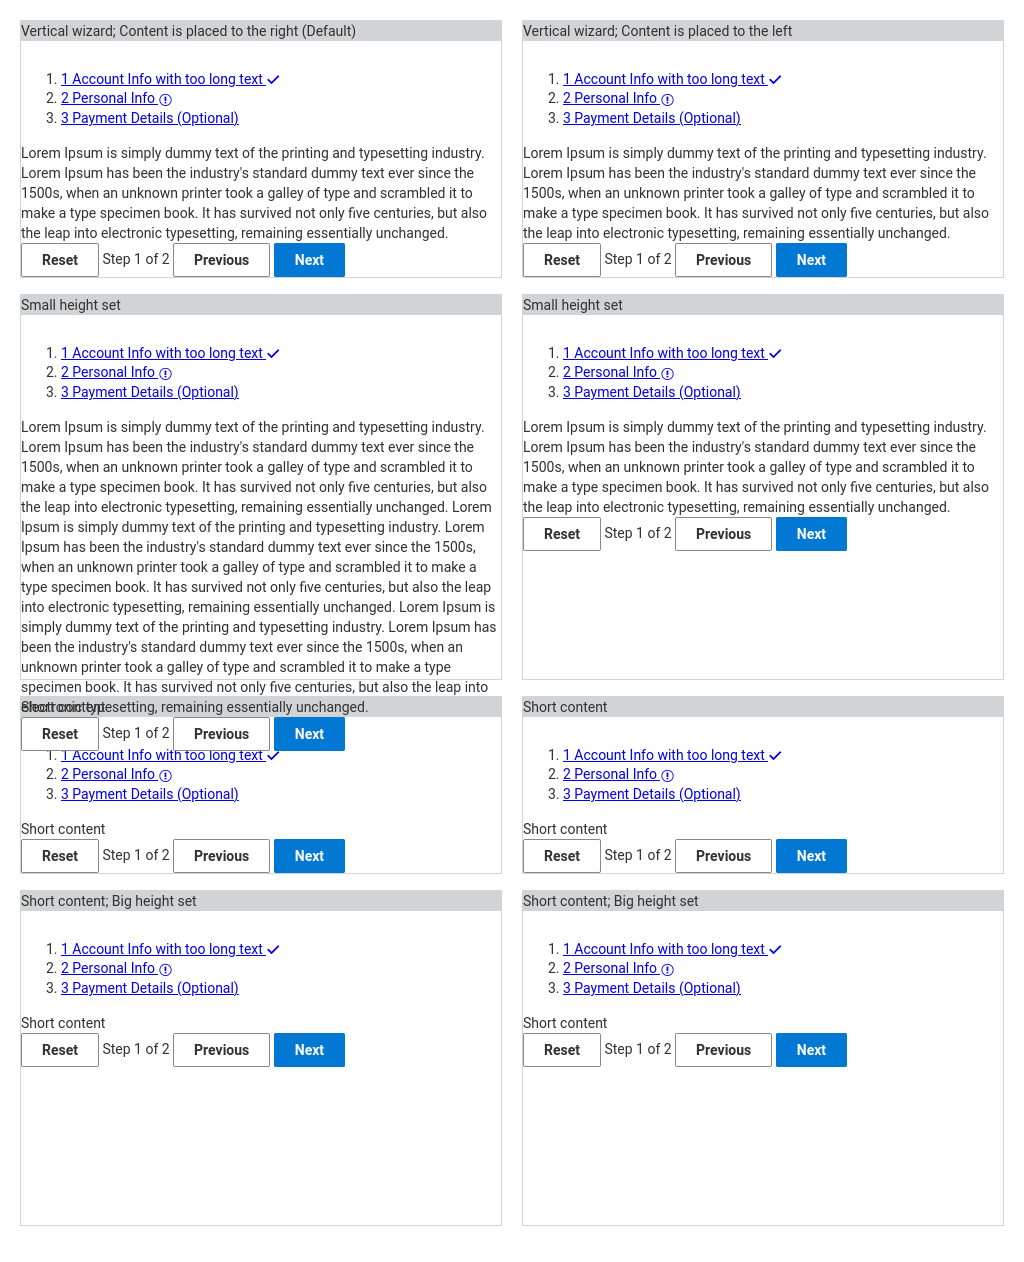 Vertical wizard; Content is placed to the right (Default)
1. 1 Account Info with too long text
2. 2 Personal Info
3. 3 Payment Details (Optional)
Lorem Ipsum is simply dummy text of the printing and typesetting industry.
Lorem Ipsum has been the industry's standard dummy text ever since the
1500s, when an unknown printer took a galley of type and scrambled it to
make a type specimen book. It has survived not only five centuries, but also
the leap into electronic typesetting, remaining essentially unchanged.
Reset Step 1 of 2 Previous Next
Vertical wizard; Content is placed to the left
1. 1 Account Info with too long text
2. 2 Personal Info
3. 3 Payment Details (Optional)
Lorem Ipsum is simply dummy text of the printing and typesetting industry.
Lorem Ipsum has been the industry's standard dummy text ever since the
1500s, when an unknown printer took a galley of type and scrambled it to
make a type specimen book. It has survived not only five centuries, but also
the leap into electronic typesetting, remaining essentially unchanged.
Reset Step 1 of 2 Previous Next
Small height set
1. 1 Account Info with too long text
2. 2 Personal Info
3. 3 Payment Details (Optional)
Lorem Ipsum is simply dummy text of the printing and typesetting industry.
Lorem Ipsum has been the industry's standard dummy text ever since the
1500s, when an unknown printer took a galley of type and scrambled it to
make a type specimen book. It has survived not only five centuries, but also
the leap into electronic typesetting, remaining essentially unchanged. Lorem
Ipsum is simply dummy text of the printing and typesetting industry. Lorem
Ipsum has been the industry's standard dummy text ever since the 1500s,
when an unknown printer took a galley of type and scrambled it to make a
type specimen book. It has survived not only five centuries, but also the leap
into electronic typesetting, remaining essentially unchanged. Lorem Ipsum is
simply dummy text of the printing and typesetting industry. Lorem Ipsum has
been the industry's standard dummy text ever since the 1500s, when an
unknown printer took a galley of type and scrambled it to make a type
specimen book. It has survived not only five centuries, but also the leap into
electronic typesetting, remaining essentially unchanged.
Reset Step 1 of 2 Previous Next
Small height set
1. 1 Account Info with too long text
2. 2 Personal Info
3. 3 Payment Details (Optional)
Lorem Ipsum is simply dummy text of the printing and typesetting industry.
Lorem Ipsum has been the industry's standard dummy text ever since the
1500s, when an unknown printer took a galley of type and scrambled it to
make a type specimen book. It has survived not only five centuries, but also
the leap into electronic typesetting, remaining essentially unchanged.
Reset Step 1 of 2 Previous Next
Short content
1. 1 Account Info with too long text
2. 2 Personal Info
3. 3 Payment Details (Optional)
Short content
Reset Step 1 of 2 Previous Next
Short content
1. 1 Account Info with too long text
2. 2 Personal Info
3. 3 Payment Details (Optional)
Short content
Reset Step 1 of 2 Previous Next
Short content; Big height set
1. 1 Account Info with too long text
2. 2 Personal Info
3. 3 Payment Details (Optional)
Short content
Reset Step 1 of 2 Previous Next
Short content; Big height set
1. 1 Account Info with too long text
2. 2 Personal Info
3. 3 Payment Details (Optional)
Short content
Reset Step 1 of 2 Previous Next